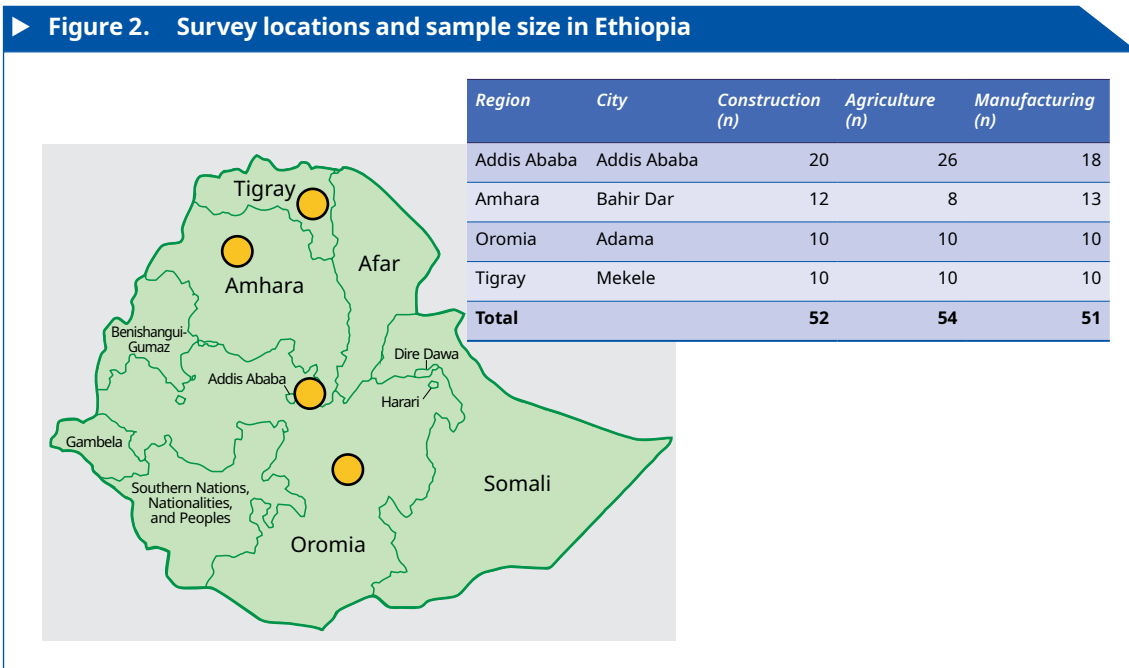 Figure 2. Survey locations and sample size in Ethiopia
Region City Construction (n) Agriculture (n) Manufacturing (n)
Addis Ababa Addis Ababa 20 26 18
Amhara Bahir Dar 12 8 13
Oromia Adama 10 10 10
Tigray Mekele 10 10 10
Total 52 54 51
Tigray
Afar
Amhara
Benishangui-
Gumaz
Dire Dawa
Addis Ababa
Harari
Gambela
Somali
Southern Nations,
Nationalities,
and Peoples
Oromia